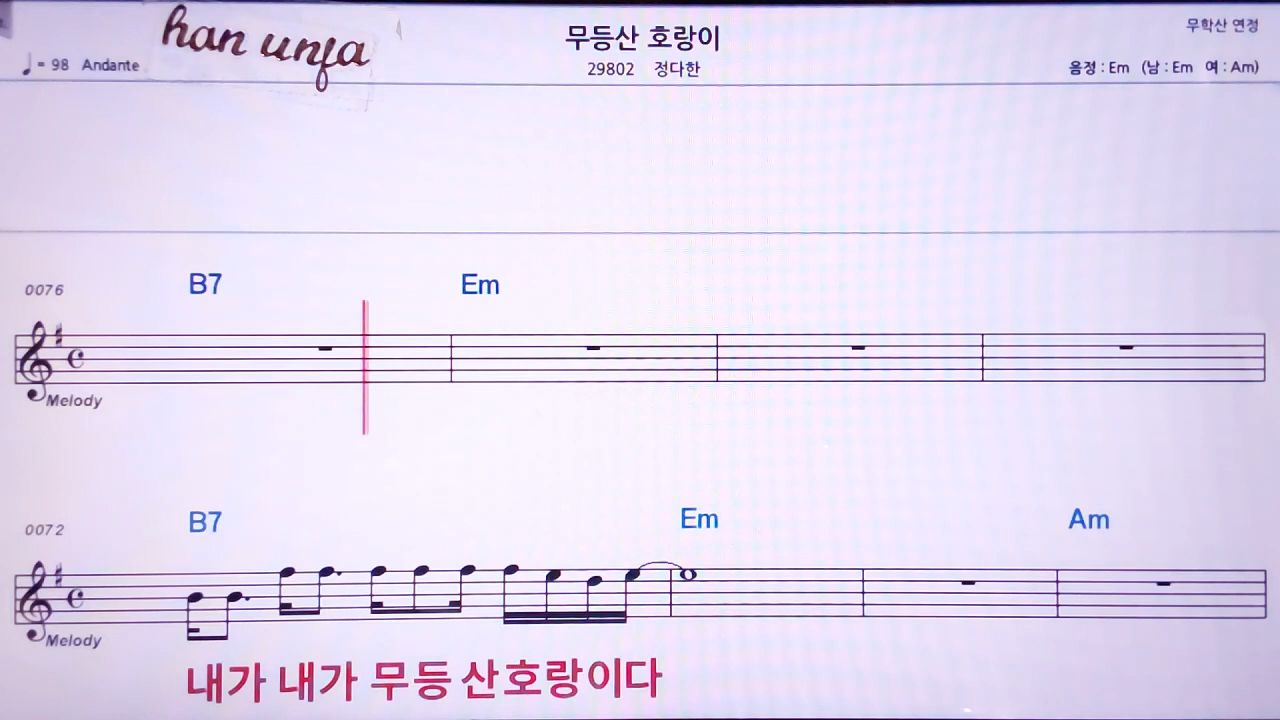 han unja
무등산 호랑이
무학산 연정
♩ = 98 Andante
29802 정다한
음정 : Em (남 : Em 여 : Am)
0076 B7 Em
Melody
0072 B7 Em Am
Melody
내가 내가 무등 산호랑이다